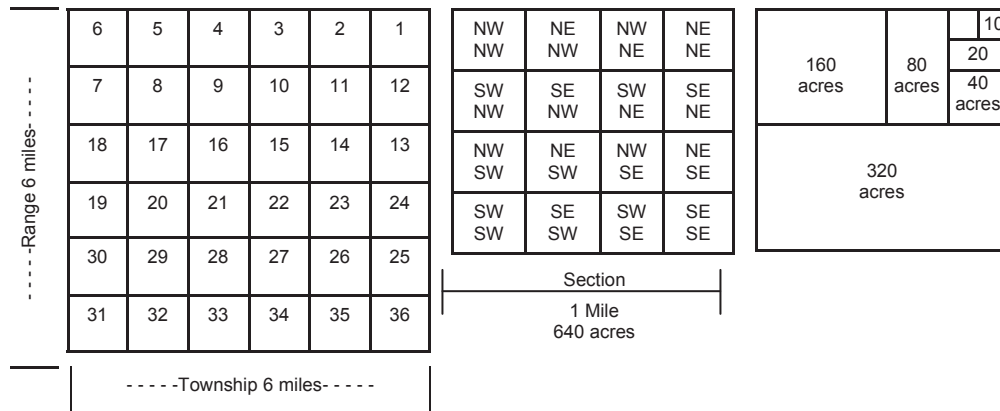 6 5 4 3 2 1
7 8 9 10 11 12
18 17 16 15 14 13
19 20 21 22 23 24
30 29 28 27 26 25
31 32 33 34 35 36
- - - - -Range 6 miles- - - - -
- - - - -Township 6 miles- - - - -
NW NE NW NE
NW NW NE NE
SW SE SW SE
NW NW NE NE
NW NE NW NE
SW SW SE SE
SW SE SW SE
SW SW SE SE
Section
1 Mile
640 acres
10
20
160 80 40
acres acres acres
320
acres